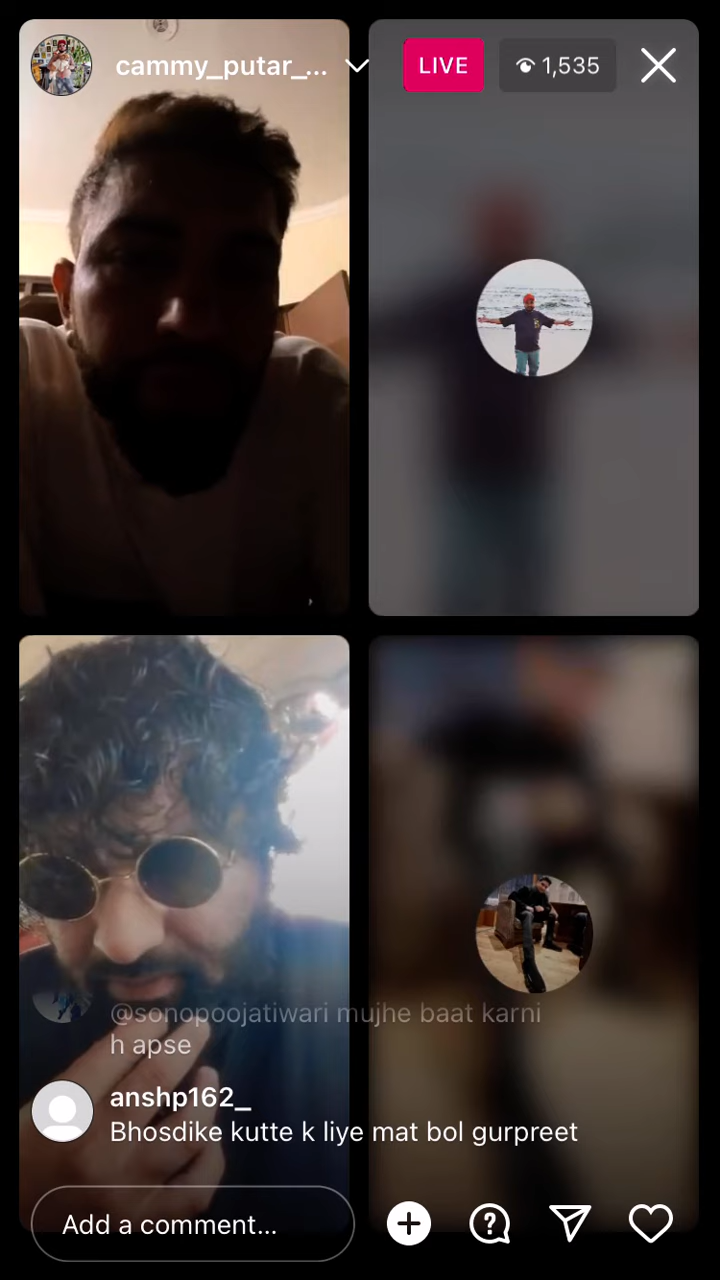 cammy_putar_...
LIVE
1,535
@sonopoojatiwari mujhe baat karni
h apse
anshp162_
Bhosdike kutte k liye mat bol gurpreet
Add a comment...